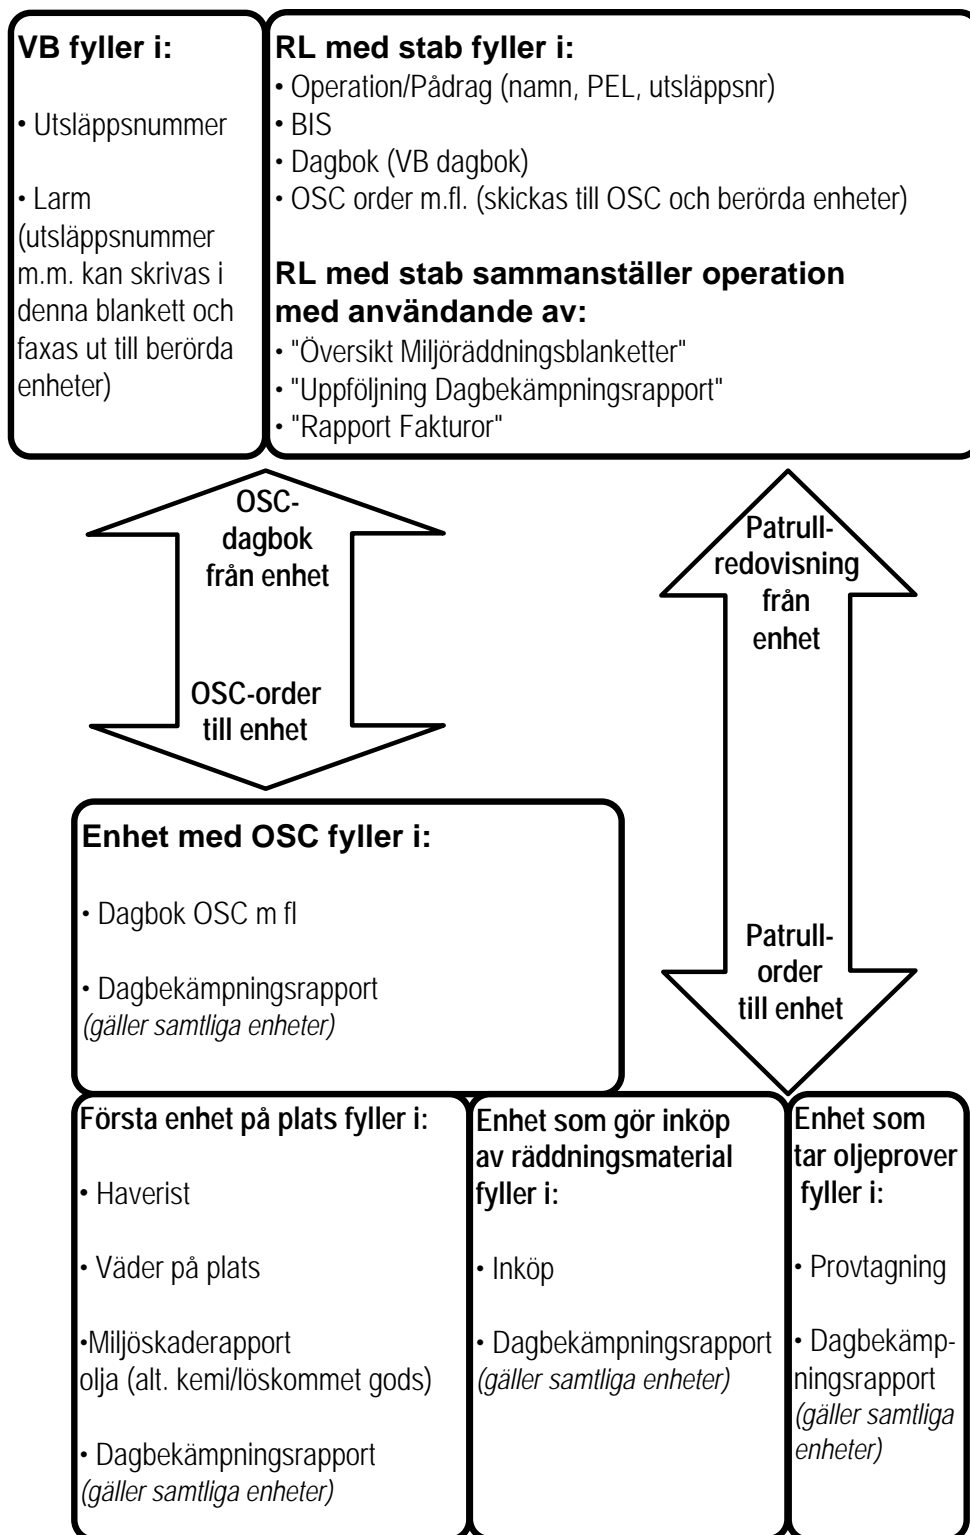 VB fyller i:
• Utsläppsnummer
• Larm
(utsläppsnummer
m.m. kan skrivas i
denna blankett och
faxas ut till berörda
enheter)
RL med stab fyller i:
• Operation/Pådrag (namn, PEL, utsläppsnr)
• BIS
• Dagbok (VB dagbok)
• OSC order m.fl. (skickas till OSC och berörda enheter)
RL med stab sammanställer operation
med användande av:
• "Översikt Miljöräddningsblanketter"
• "Uppföljning Dagbekämpningsrapport"
• "Rapport Fakturor"
OSC-
dagbok
från enhet
OSC-order
till enhet
Patrull-
redovisning
från
enhet
Patrull-
order
till enhet
Enhet med OSC fyller i:
• Dagbok OSC m fl
• Dagbekämpningsrapport
(gäller samtliga enheter)
Första enhet på plats fyller i:
• Haverist
• Väder på plats
•Miljöskaderapport
olja (alt. kemi/löskommet gods)
• Dagbekämpningsrapport
(gäller samtliga enheter)
Enhet som gör inköp
av räddningsmaterial
fyller i:
• Inköp
• Dagbekämpningsrapport
(gäller samtliga enheter)
Enhet som
tar oljeprover
fyller i:
• Provtagning
• Dagbekämp-
ningsrapport
(gäller samtliga
enheter)